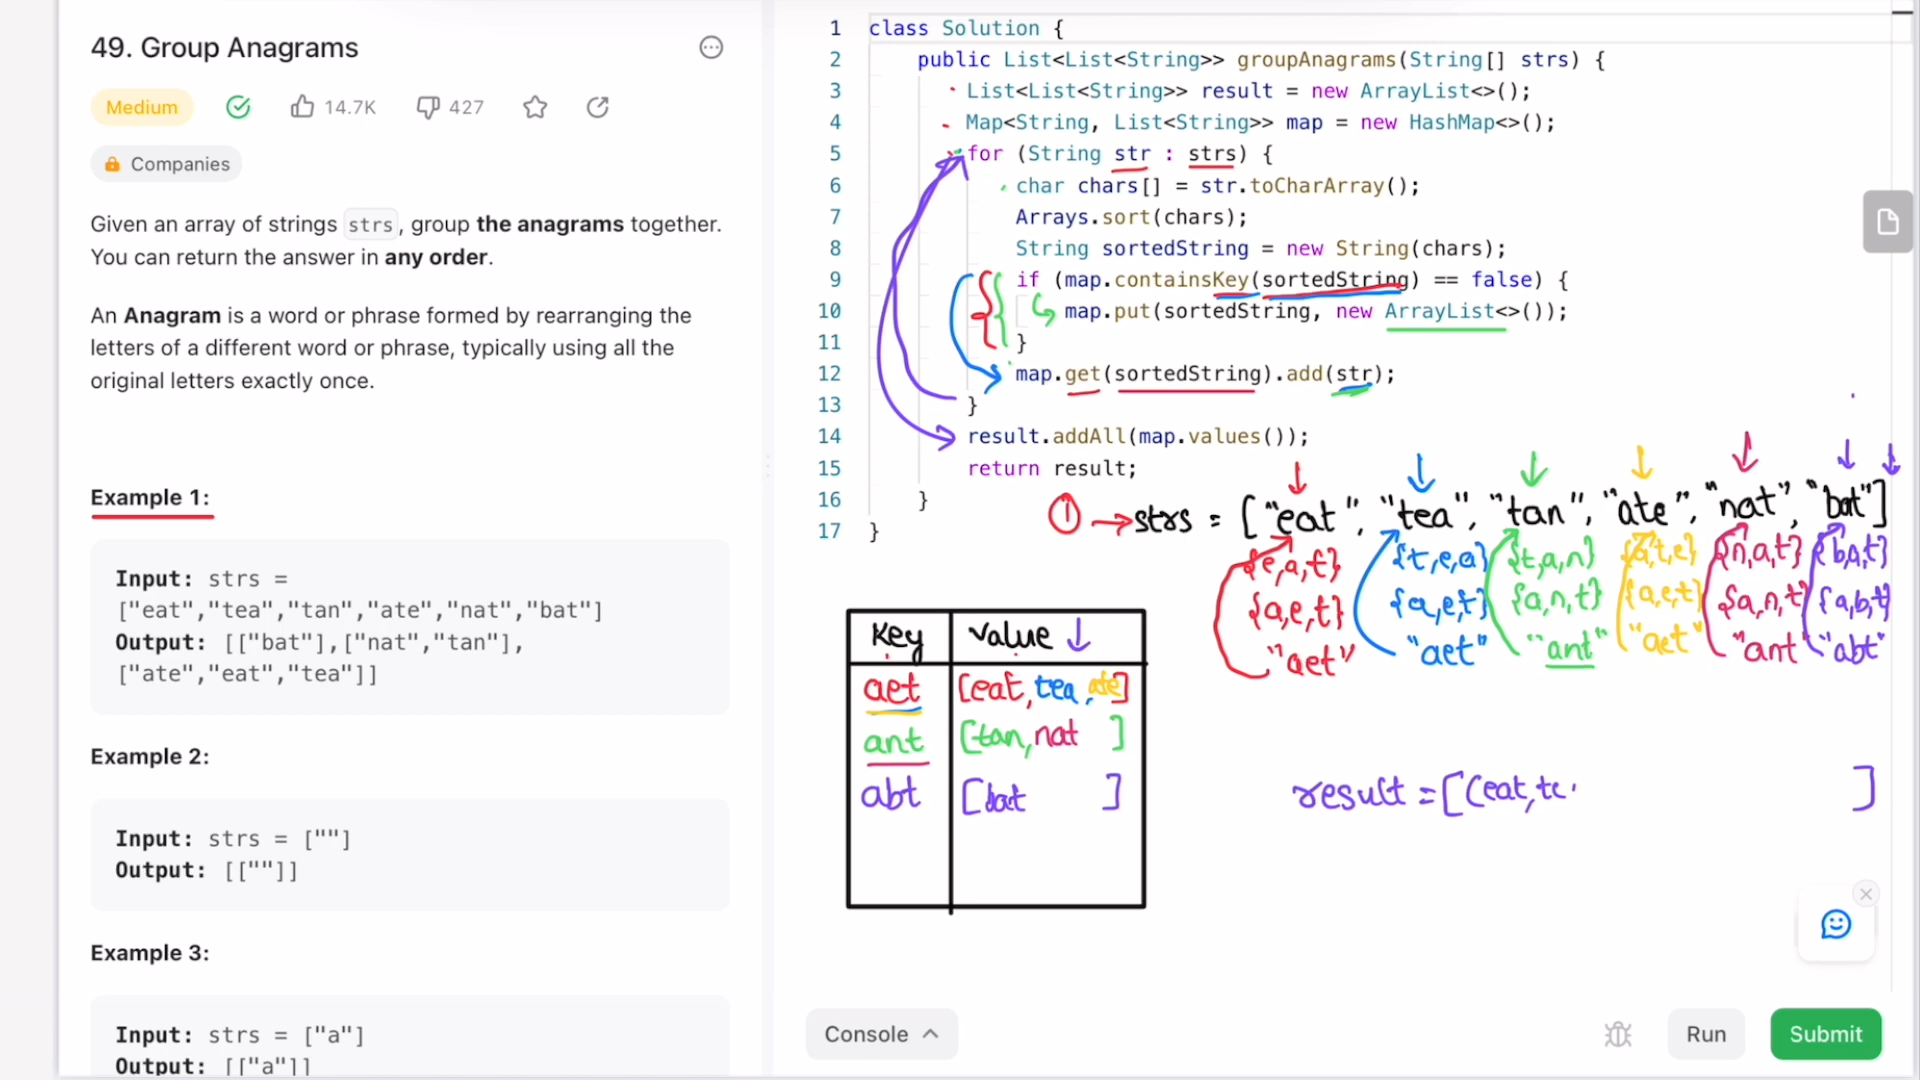 49. Group Anagrams
Medium 14.7K 427
Companies
Given an array of strings strs, group the anagrams together.
You can return the answer in any order.
An Anagram is a word or phrase formed by rearranging the
letters of a different word or phrase, typically using all the
original letters exactly once.
Example 1:
Input: strs =
["eat","tea","tan","ate","nat","bat"]
Output: [["bat"],["nat","tan"],
["ate","eat","tea"]]
Example 2:
Input: strs = [""]
Output: [[""]]
Example 3:
Input: strs = ["a"]
Output: [["a"]]
1 class Solution {
2 public List<List<String>> groupAnagrams(String[] strs) {
3 List<List<String>> result = new ArrayList<>();
4 Map<String, List<String>> map = new HashMap<>();
5 for (String str : strs) {
6 char chars[] = str.toCharArray();
7 Arrays.sort(chars);
8 String sortedString = new String(chars);
9 if (map.containsKey(sortedString) == false) {
10 map.put(sortedString, new ArrayList<>());
11 }
12 map.get(sortedString).add(str);
13 }
14 result.addAll(map.values());
15 return result;
16 }
17 }
① → strs = ["eat", "tea", "tan", "ate", "nat", "bat"]
{e,a,t} {t,e,a} {t,a,n} {a,t,e} {n,a,t} {b,a,t}
{a,e,t} {a,e,t} {a,n,t} {a,e,t} {a,n,t} {a,b,t}
"aet" "aet" "ant" "aet" "ant" "abt"
Key Value ↓
aet [eat, tea, ate]
ant [tan, nat ]
abt [bat ]
result = [[eat, te ]
Console Run Submit